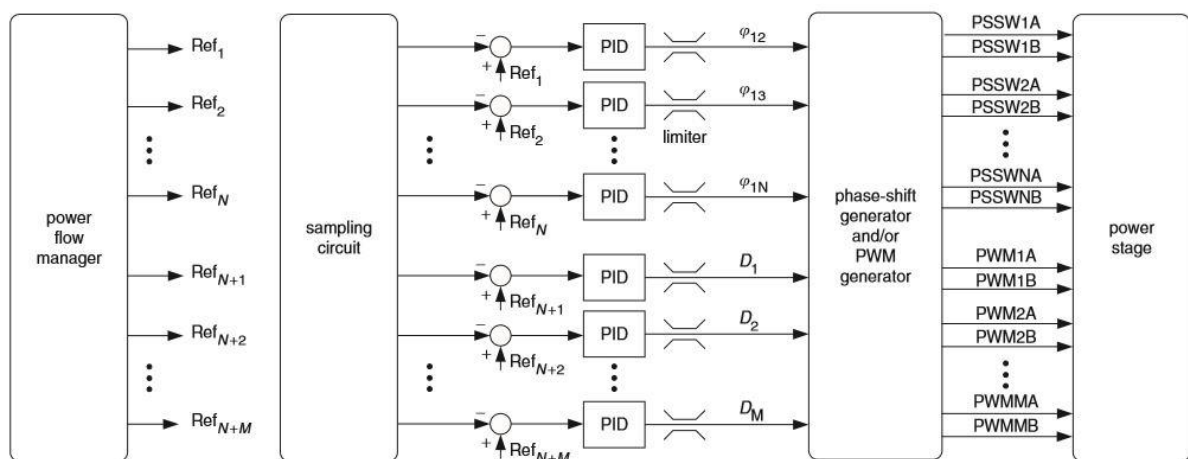 power
flow
manager
Ref1
Ref2
RefN
RefN+1
RefN+2
RefN+M
sampling
circuit
− + Ref1
− + Ref2
− + RefN
− + RefN+1
− + RefN+2
− + RefN+M
PID
PID
PID
PID
PID
PID
limiter
φ12
φ13
φ1N
D1
D2
DM
phase-shift
generator
and/or
PWM
generator
PSSW1A
PSSW1B
PSSW2A
PSSW2B
PSSWNA
PSSWNB
PWM1A
PWM1B
PWM2A
PWM2B
PWMMA
PWMMB
power
stage